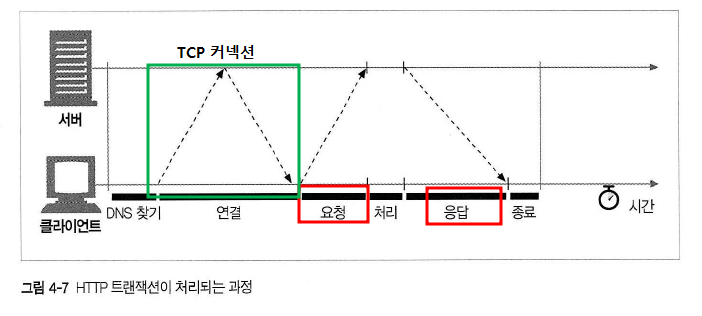 TCP 커넥션
서버
클라이언트
DNS 찾기 연결 요청 처리 응답 종료 시간
그림 4-7 HTTP 트랜잭션이 처리되는 과정